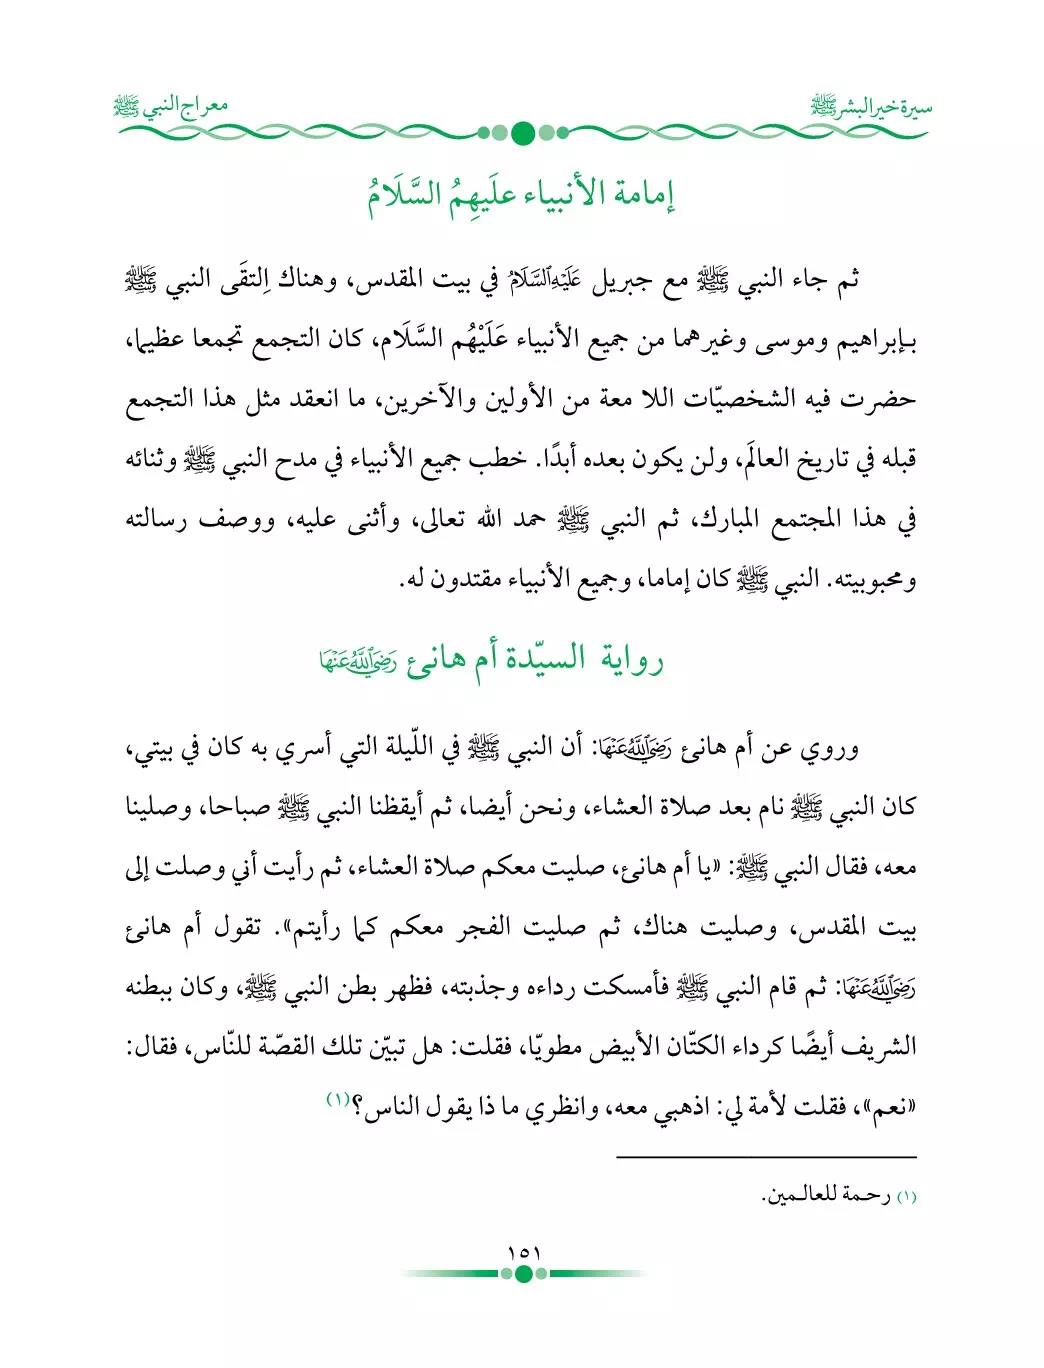 سيرة خير البشر ﷺ
معراج النبي ﷺ
إمامة الأنبياء علَيهِمُ السَّلَامُ
ثم جاء النبي ﷺ مع جبريل عَلَيْهِ السَّلَامُ في بيت المقدس، وهناك اِلتقَى النبي ﷺ
بـإبراهيم وموسى وغيرهما من جميع الأنبياء عَلَيْهُم السَّلَام، كان التجمع تجمعا عظيما،
حضرت فيه الشخصيّات اللا معة من الأولين والآخرين، ما انعقد مثل هذا التجمع
قبله في تاريخ العالَم، ولن يكون بعده أبدًا. خطب جميع الأنبياء في مدح النبي ﷺ وثنائه
في هذا المجتمع المبارك، ثم النبي ﷺ حمد الله تعالى، وأثنى عليه، ووصف رسالته
ومحبوبيته. النبي ﷺ كان إماما، وجميع الأنبياء مقتدون له.
رواية السيّدة أم هانئ رَضِيَ اللَّهُ عَنْهَا
وروي عن أم هانئ رَضِيَ اللَّهُ عَنْهَا: أن النبي ﷺ في اللّيلة التي أسري به كان في بيتي،
كان النبي ﷺ نام بعد صلاة العشاء، ونحن أيضا، ثم أيقظنا النبي ﷺ صباحا، وصلينا
معه، فقال النبي ﷺ: «يا أم هانئ، صليت معكم صلاة العشاء، ثم رأيت أني وصلت إلى
بيت المقدس، وصليت هناك، ثم صليت الفجر معكم كما رأيتم». تقول أم هانئ
رَضِيَ اللَّهُ عَنْهَا: ثم قام النبي ﷺ فأمسكت رداءه وجذبته، فظهر بطن النبي ﷺ، وكان ببطنه
الشريف أيضًا كرداء الكتّان الأبيض مطويّا، فقلت: هل تبيّن تلك القصّة للنّاس، فقال:
«نعم»، فقلت لأمة لي: اذهبي معه، وانظري ما ذا يقول الناس؟(١)
(١) رحـمة للعالـمين.
١٥١